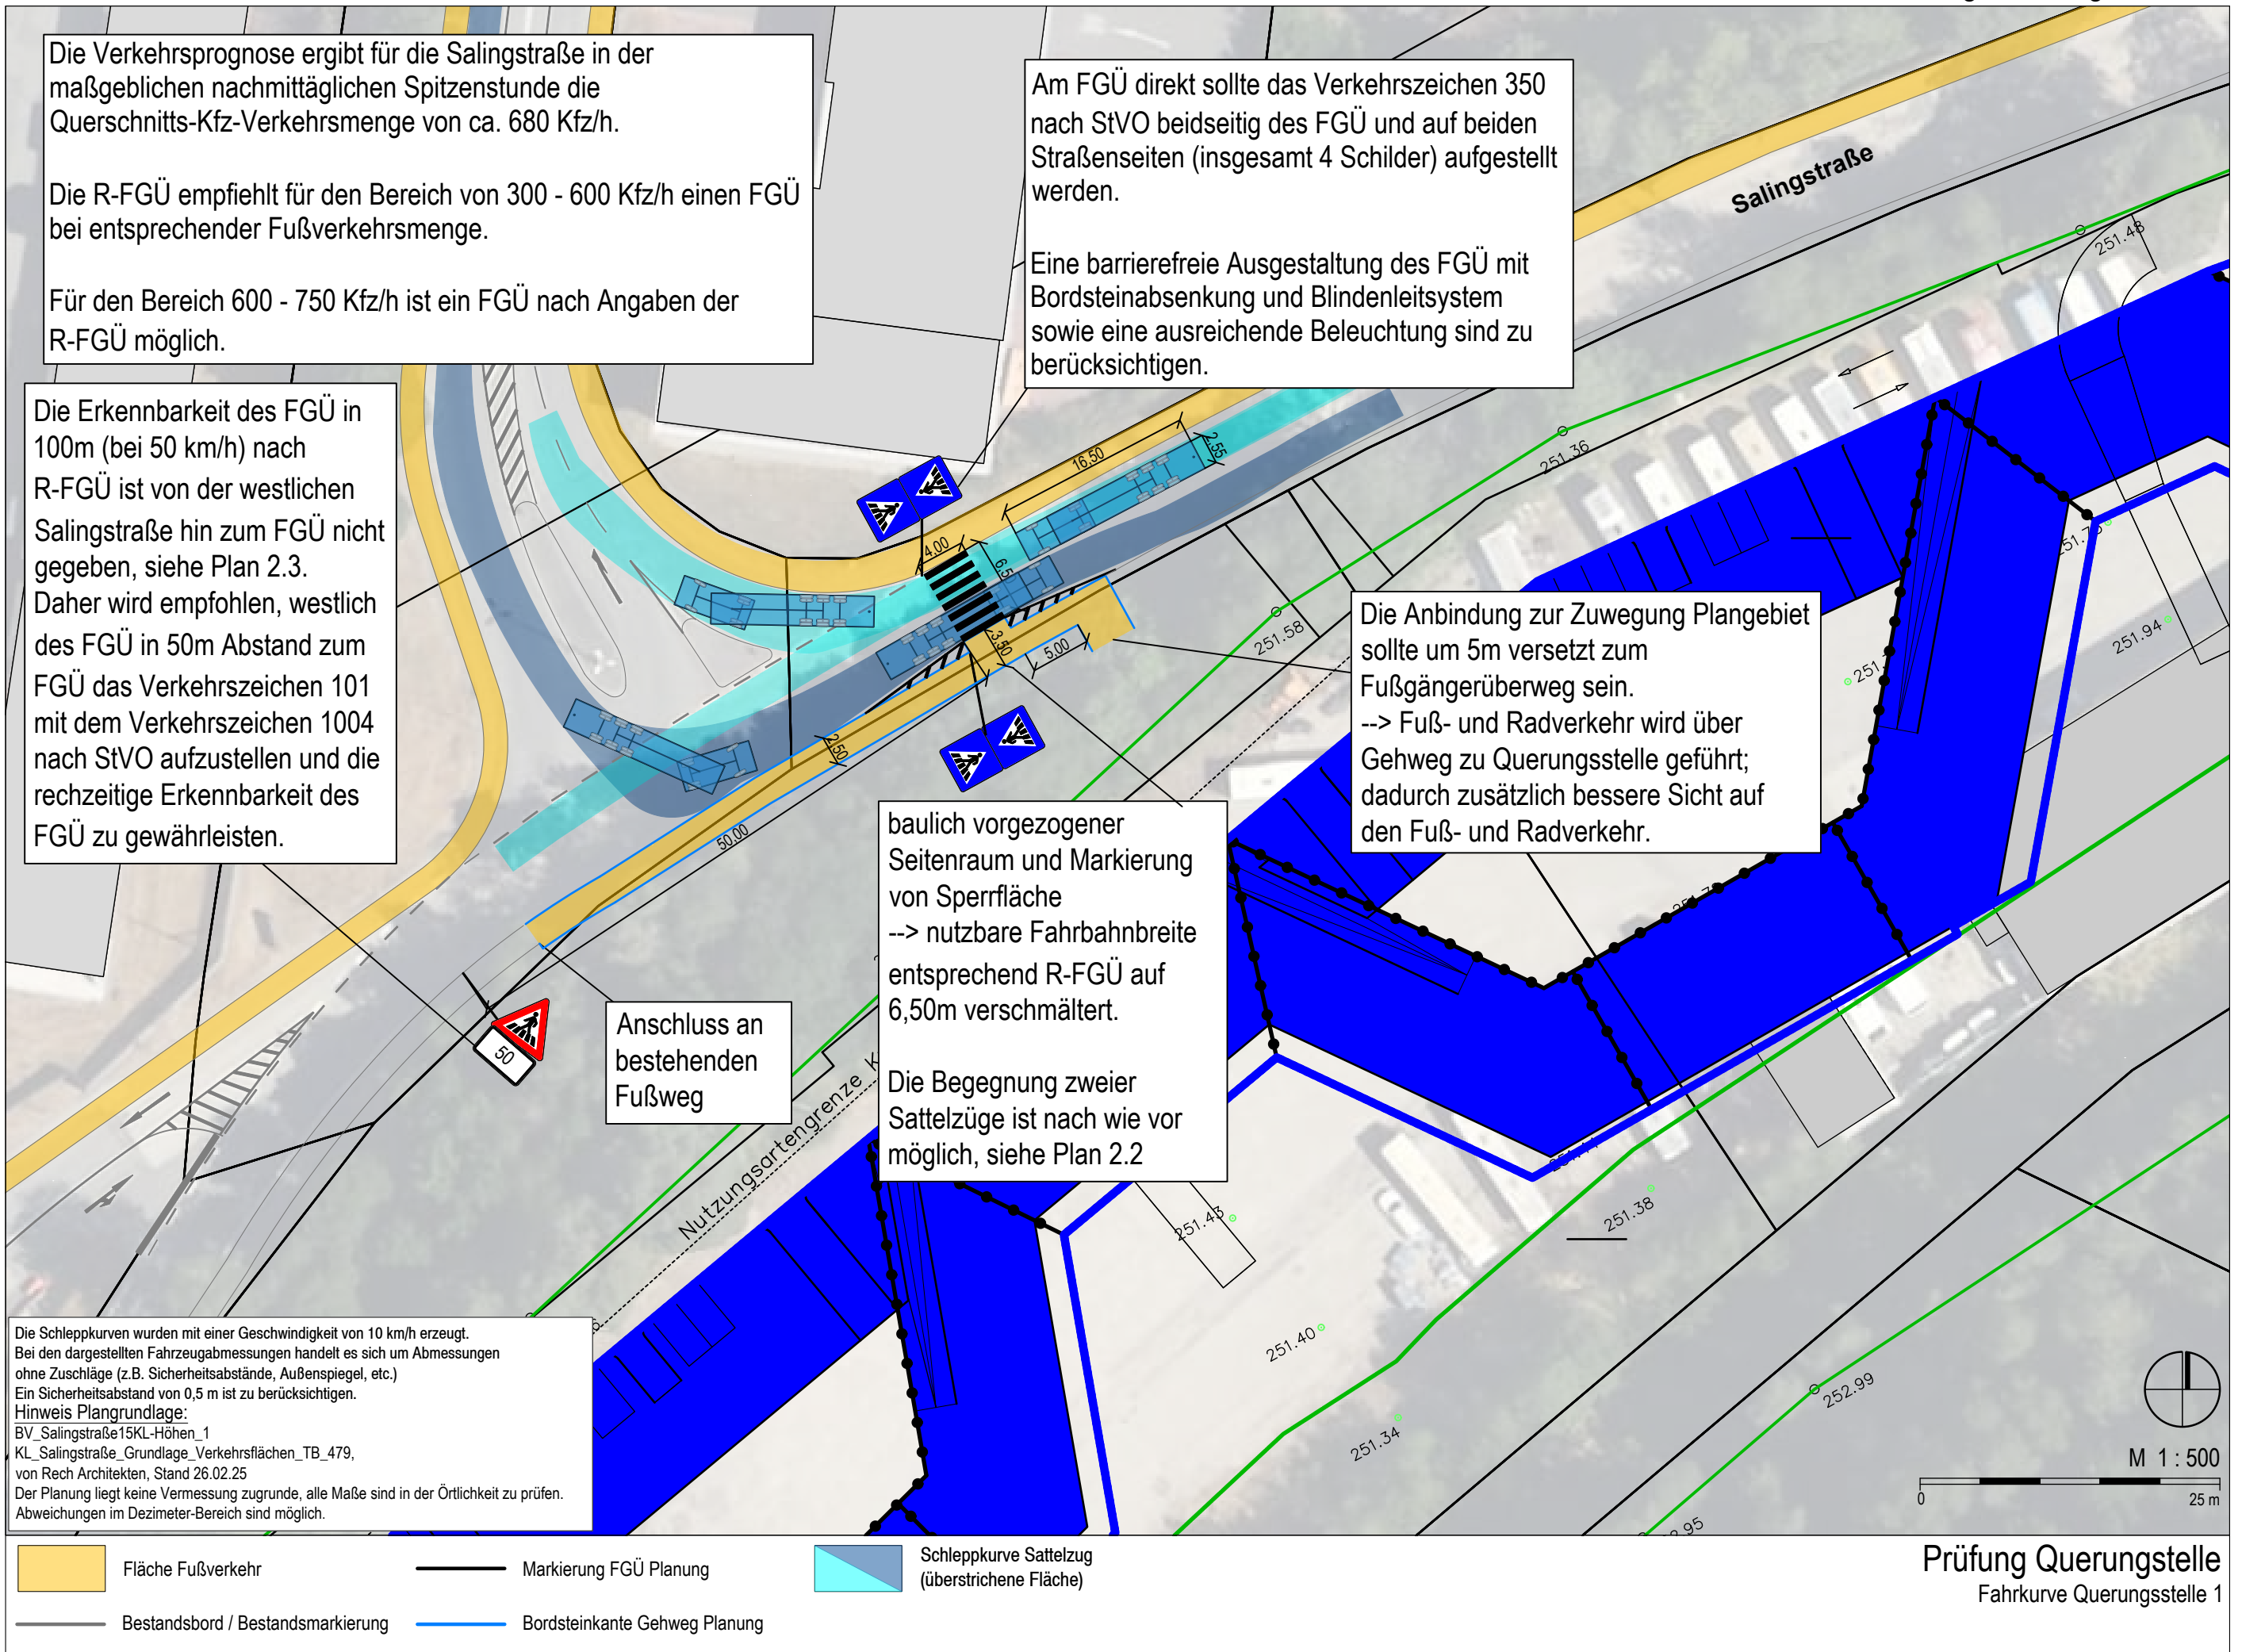 Die Verkehrsprognose ergibt für die Salingstraße in der
maßgeblichen nachmittäglichen Spitzenstunde die
Querschnitts-Kfz-Verkehrsmenge von ca. 680 Kfz/h.
Die R-FGÜ empfiehlt für den Bereich von 300 - 600 Kfz/h einen FGÜ
bei entsprechender Fußverkehrsmenge.
Für den Bereich 600 - 750 Kfz/h ist ein FGÜ nach Angaben der
R-FGÜ möglich.
Am FGÜ direkt sollte das Verkehrszeichen 350
nach StVO beidseitig des FGÜ und auf beiden
Straßenseiten (insgesamt 4 Schilder) aufgestellt
werden.
Eine barrierefreie Ausgestaltung des FGÜ mit
Bordsteinabsenkung und Blindenleitsystem
sowie eine ausreichende Beleuchtung sind zu
berücksichtigen.
Salingstraße
251.48
Die Erkennbarkeit des FGÜ in
100m (bei 50 km/h) nach
R-FGÜ ist von der westlichen
Salingstraße hin zum FGÜ nicht
gegeben, siehe Plan 2.3.
Daher wird empfohlen, westlich
des FGÜ in 50m Abstand zum
FGÜ das Verkehrszeichen 101
mit dem Verkehrszeichen 1004
nach StVO aufzustellen und die
rechzeitige Erkennbarkeit des
FGÜ zu gewährleisten.
16,50
2,55
4,00
6,5
3,50
5,00
2,50
50,00
251.36
251.58
251.94
Die Anbindung zur Zuwegung Plangebiet
sollte um 5m versetzt zum
Fußgängerüberweg sein.
--> Fuß- und Radverkehr wird über
Gehweg zu Querungsstelle geführt;
dadurch zusätzlich bessere Sicht auf
den Fuß- und Radverkehr.
baulich vorgezogener
Seitenraum und Markierung
von Sperrfläche
--> nutzbare Fahrbahnbreite
entsprechend R-FGÜ auf
6,50m verschmältert.
Die Begegnung zweier
Sattelzüge ist nach wie vor
möglich, siehe Plan 2.2
50
Anschluss an
bestehenden
Fußweg
Nutzungsartengrenze K
251.43
251.38
251.40
251.34
252.99
2.95
Die Schleppkurven wurden mit einer Geschwindigkeit von 10 km/h erzeugt.
Bei den dargestellten Fahrzeugabmessungen handelt es sich um Abmessungen
ohne Zuschläge (z.B. Sicherheitsabstände, Außenspiegel, etc.)
Ein Sicherheitsabstand von 0,5 m ist zu berücksichtigen.
Hinweis Plangrundlage:
BV_Salingstraße15KL-Höhen_1
KL_Salingstraße_Grundlage_Verkehrsflächen_TB_479,
von Rech Architekten, Stand 26.02.25
Der Planung liegt keine Vermessung zugrunde, alle Maße sind in der Örtlichkeit zu prüfen.
Abweichungen im Dezimeter-Bereich sind möglich.
M 1 : 500
0 25 m
Fläche Fußverkehr
Markierung FGÜ Planung
Schleppkurve Sattelzug
(überstrichene Fläche)
Bestandsbord / Bestandsmarkierung
Bordsteinkante Gehweg Planung
Prüfung Querungstelle
Fahrkurve Querungsstelle 1